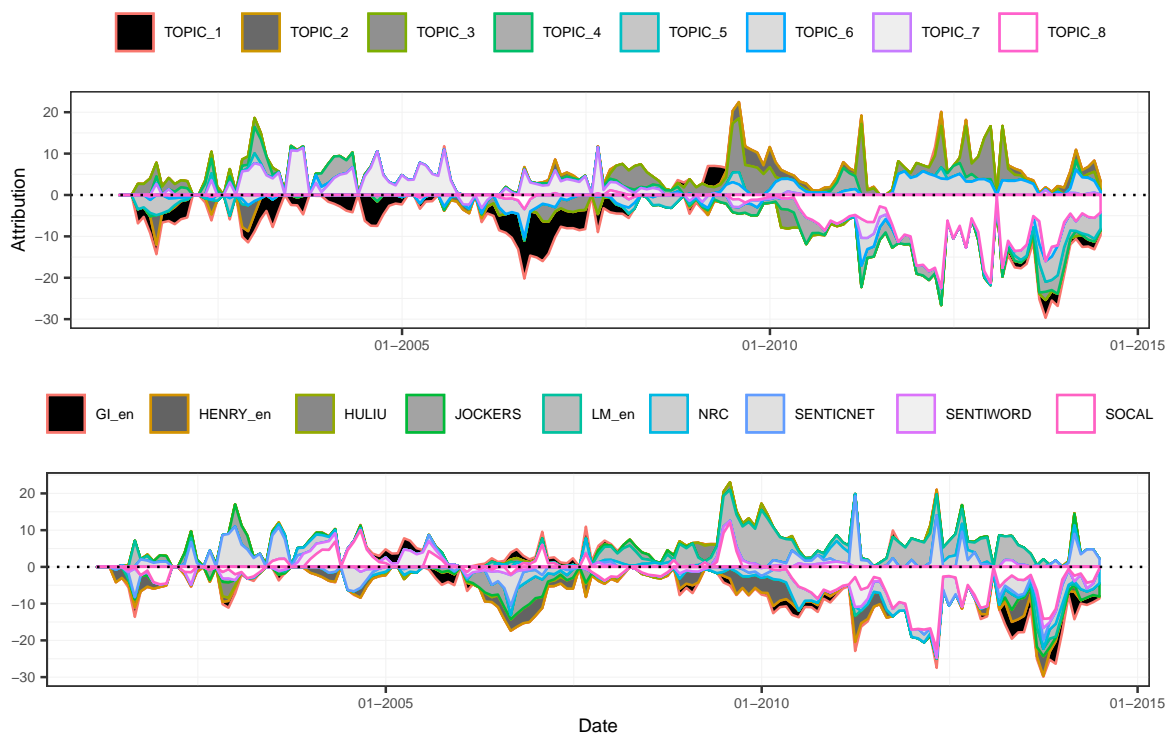 TOPIC_1 TOPIC_2 TOPIC_3 TOPIC_4 TOPIC_5 TOPIC_6 TOPIC_7 TOPIC_8
20
10
0
−10
−20
−30
Attribution
01−2005 01−2010 01−2015
GI_en HENRY_en HULIU JOCKERS LM_en NRC SENTICNET SENTIWORD SOCAL
20
10
0
−10
−20
−30
01−2005 01−2010 01−2015
Date